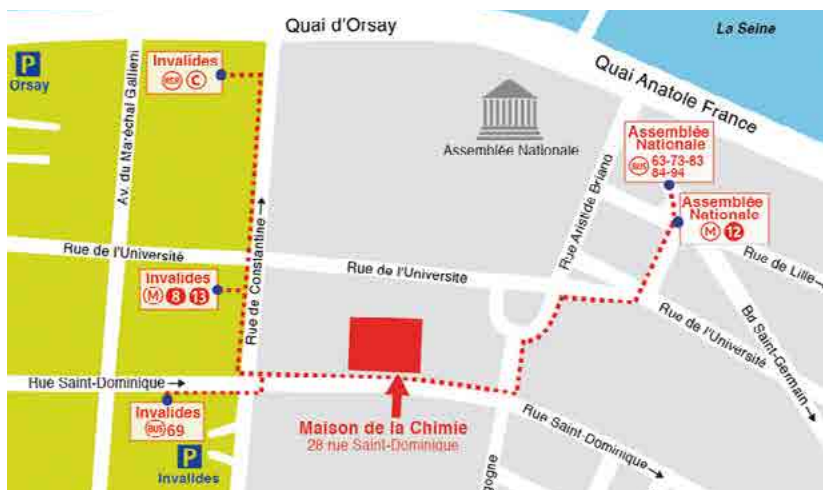 Quai d'Orsay
La Seine
Quai Anatole France
P
Orsay
Invalides
RER C
Av. du Maréchal Gallieni
Assemblée Nationale
Assemblée
Nationale
BUS 63-73-83
84-94
Assemblée
Nationale
M 12
Rue Aristide Briano
Rue de Constantine →
Rue de l'Université
Rue de l'Université
Rue de Lille →
Invalides
M 8 13
Rue de l'Université
Bd Saint-Germain →
Rue Saint-Dominique →
Invalides
BUS 69
Maison de la Chimie
28 rue Saint-Dominique
Rue Saint-Dominique →
P
Invalides
ogne